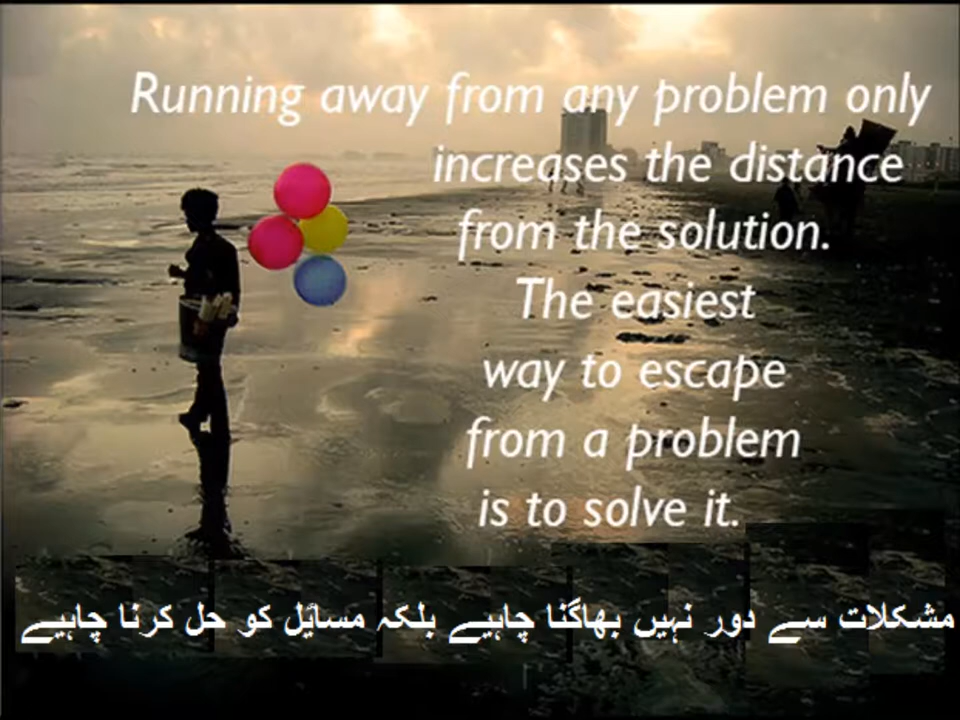 Running away from any problem only
increases the distance
from the solution.
The easiest
way to escape
from a problem
is to solve it.
مشکلات سے دور نہیں بھاگنا چاہیے بلکہ مسایٔل کو حل کرنا چاہیے